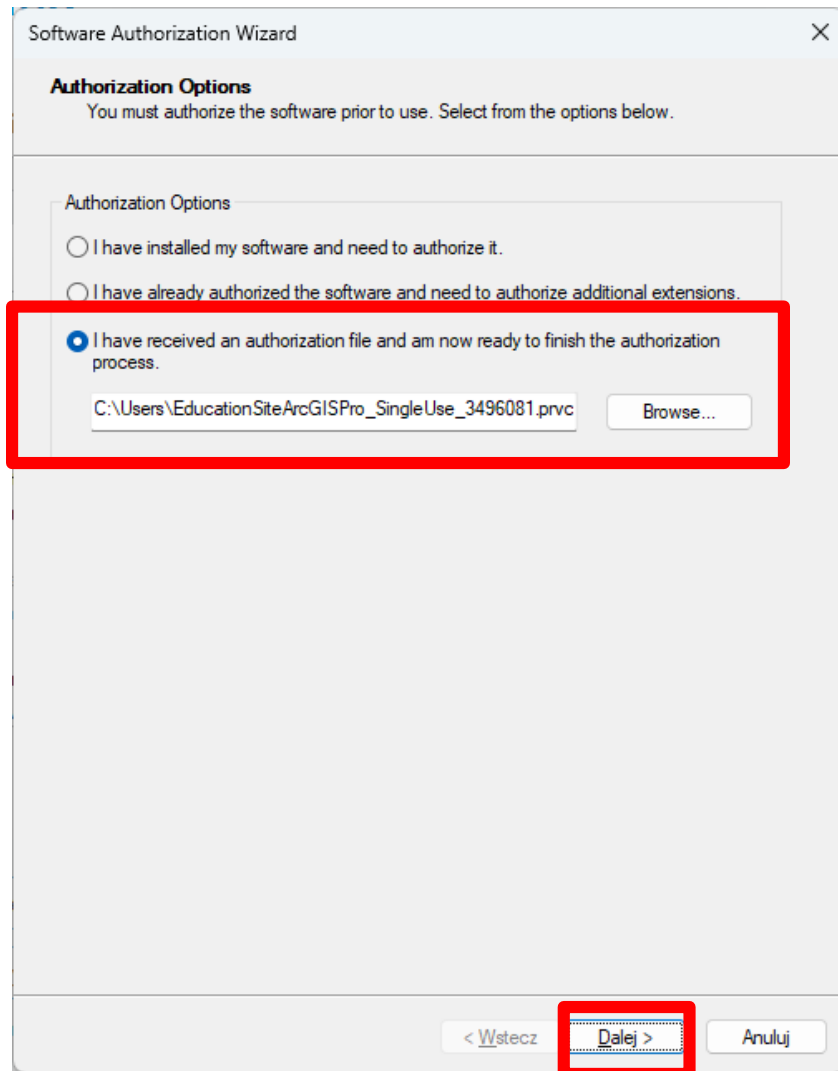 Software Authorization Wizard
Authorization Options
You must authorize the software prior to use. Select from the options below.
Authorization Options
I have installed my software and need to authorize it.
I have already authorized the software and need to authorize additional extensions.
I have received an authorization file and am now ready to finish the authorization
process.
C:\Users\EducationSiteArcGISPro_SingleUse_3496081.prvc
Browse...
< Wstecz
Dalej >
Anuluj